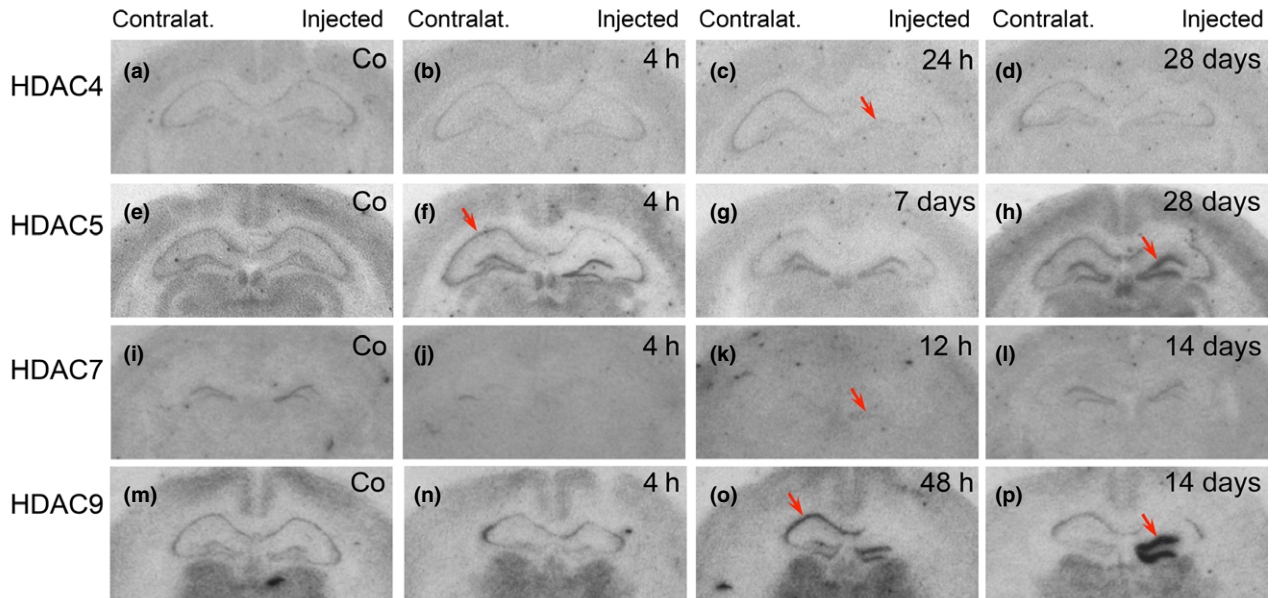 Contralat. Injected Contralat. Injected Contralat. Injected Contralat. Injected
HDAC4 (a) Co (b) 4 h (c) 24 h (d) 28 days
HDAC5 (e) Co (f) 4 h (g) 7 days (h) 28 days
HDAC7 (i) Co (j) 4 h (k) 12 h (l) 14 days
HDAC9 (m) Co (n) 4 h (o) 48 h (p) 14 days